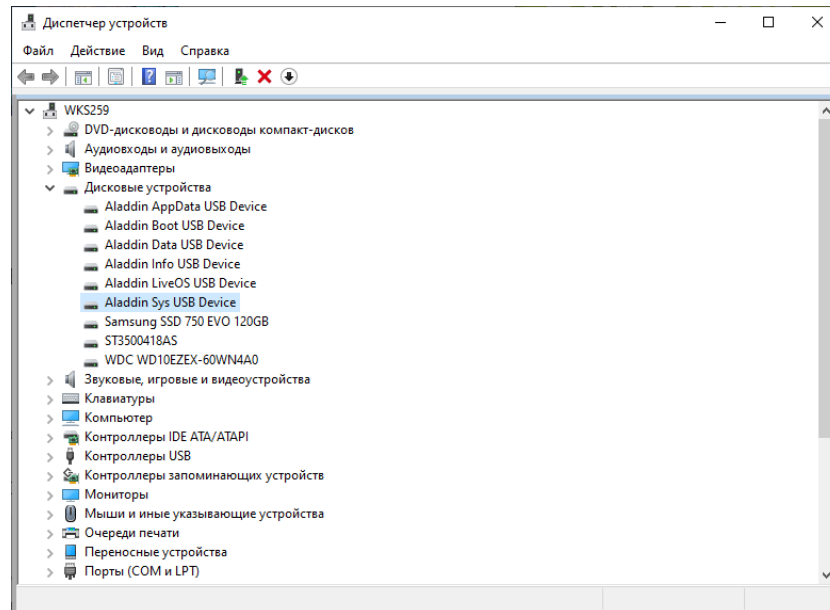 Диспетчер устройств
Файл Действие Вид Справка
WKS259
DVD-дисководы и дисководы компакт-дисков
Аудиовходы и аудиовыходы
Видеоадаптеры
Дисковые устройства
Aladdin AppData USB Device
Aladdin Boot USB Device
Aladdin Data USB Device
Aladdin Info USB Device
Aladdin LiveOS USB Device
Aladdin Sys USB Device
Samsung SSD 750 EVO 120GB
ST3500418AS
WDC WD10EZEX-60WN4A0
Звуковые, игровые и видеоустройства
Клавиатуры
Компьютер
Контроллеры IDE ATA/ATAPI
Контроллеры USB
Контроллеры запоминающих устройств
Мониторы
Мыши и иные указывающие устройства
Очереди печати
Переносные устройства
Порты (COM и LPT)